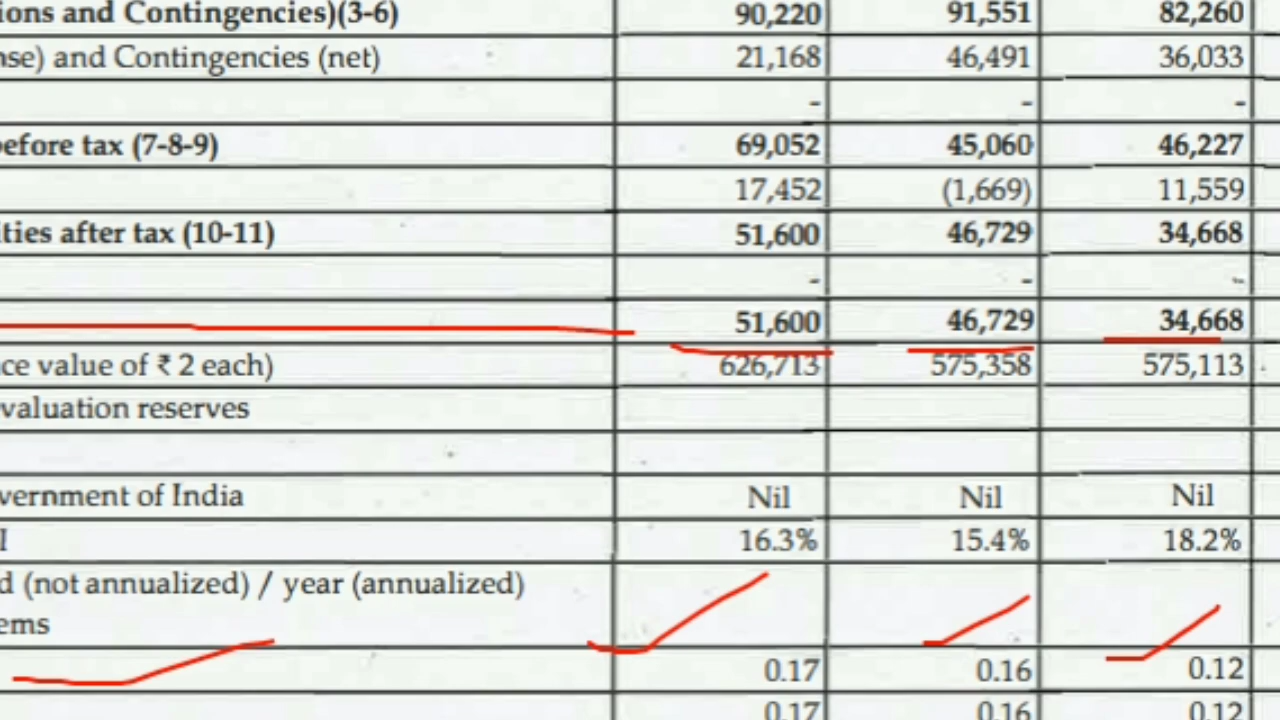 ions and Contingencies)(3-6) 90,220 91,551 82,260
nse) and Contingencies (net) 21,168 46,491 36,033
- - -
before tax (7-8-9) 69,052 45,060 46,227
17,452 (1,669) 11,559
ities after tax (10-11) 51,600 46,729 34,668
- - -
51,600 46,729 34,668
ce value of ₹ 2 each) 626,713 575,358 575,113
valuation reserves
vernment of India Nil Nil Nil
I 16.3% 15.4% 18.2%
d (not annualized) / year (annualized)
ems
0.17 0.16 0.12
0.17 0.16 0.12